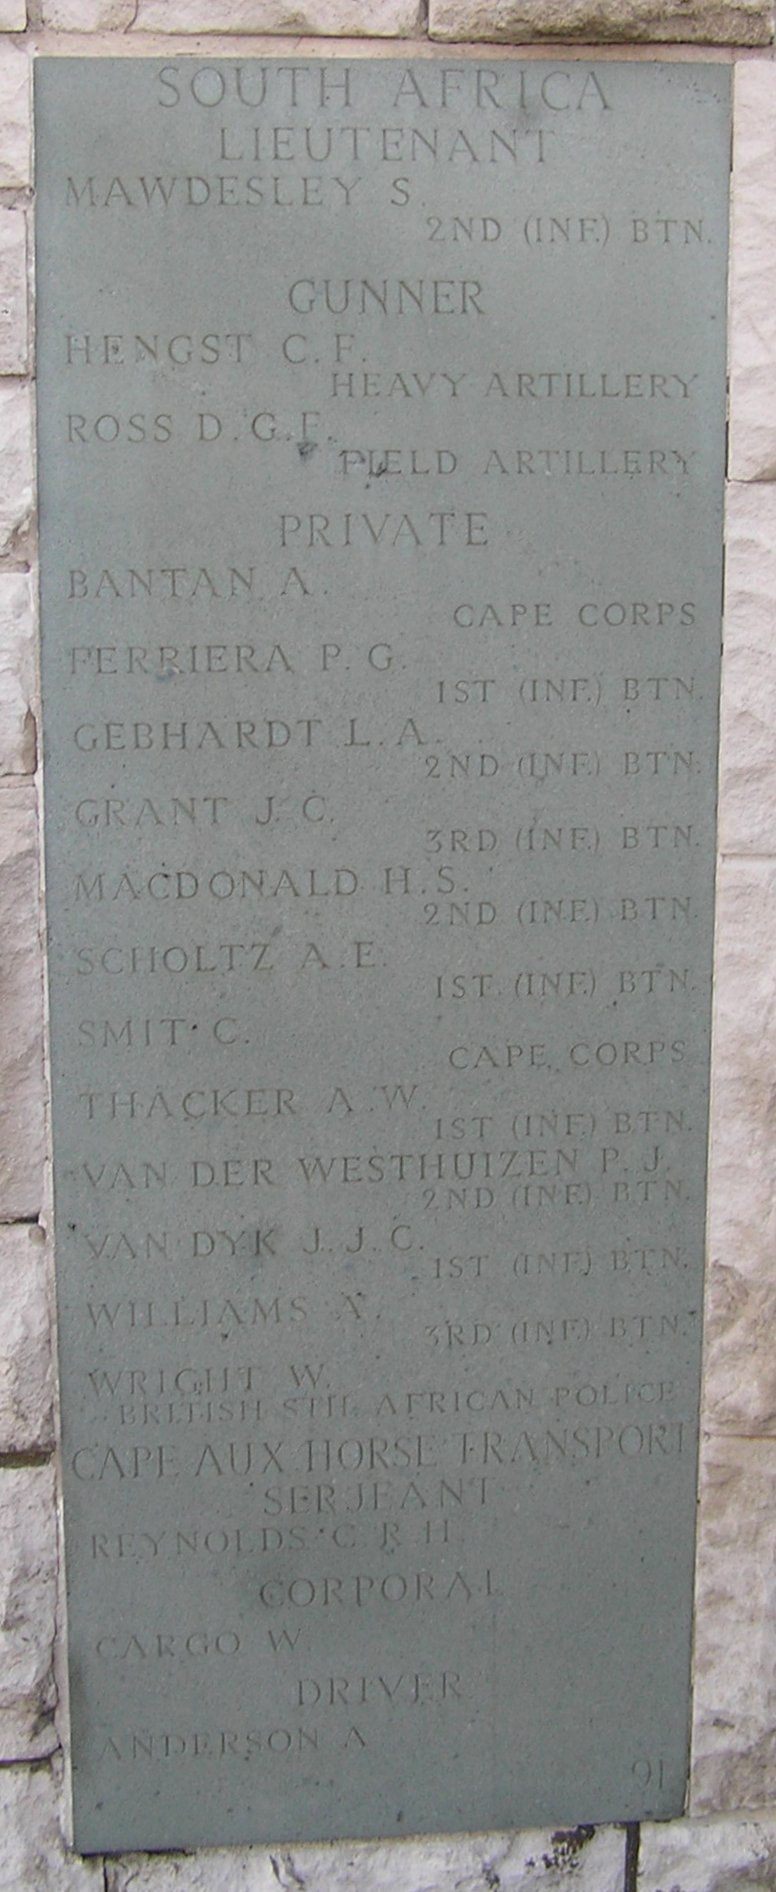 SOUTH AFRICA
LIEUTENANT
MAWDESLEY S.
2ND (INF.) BTN.
GUNNER
HENGST C. F.
HEAVY ARTILLERY
ROSS D. G. F.
FIELD ARTILLERY
PRIVATE
BANTAN A.
CAPE CORPS
FERRIERA P. G.
1ST (INF.) BTN.
GEBHARDT L. A.
2ND (INF.) BTN.
GRANT J. C.
3RD (INF.) BTN.
MACDONALD H. S.
2ND (INF.) BTN.
SCHOLTZ A. E.
1ST (INF.) BTN.
SMIT C.
CAPE CORPS
THACKER A. W.
1ST (INF.) BTN.
VAN DER WESTHUIZEN P. J.
2ND (INF.) BTN.
VAN DYK J. J. C.
1ST (INF.) BTN.
WILLIAMS A.
3RD (INF.) BTN.
WRIGHT W.
BRITISH STH. AFRICAN POLICE
CAPE AUX. HORSE TRANSPORT
SERJEANT
REYNOLDS C. R. H.
CORPORAL
CARGO W.
DRIVER
ANDERSON A
91